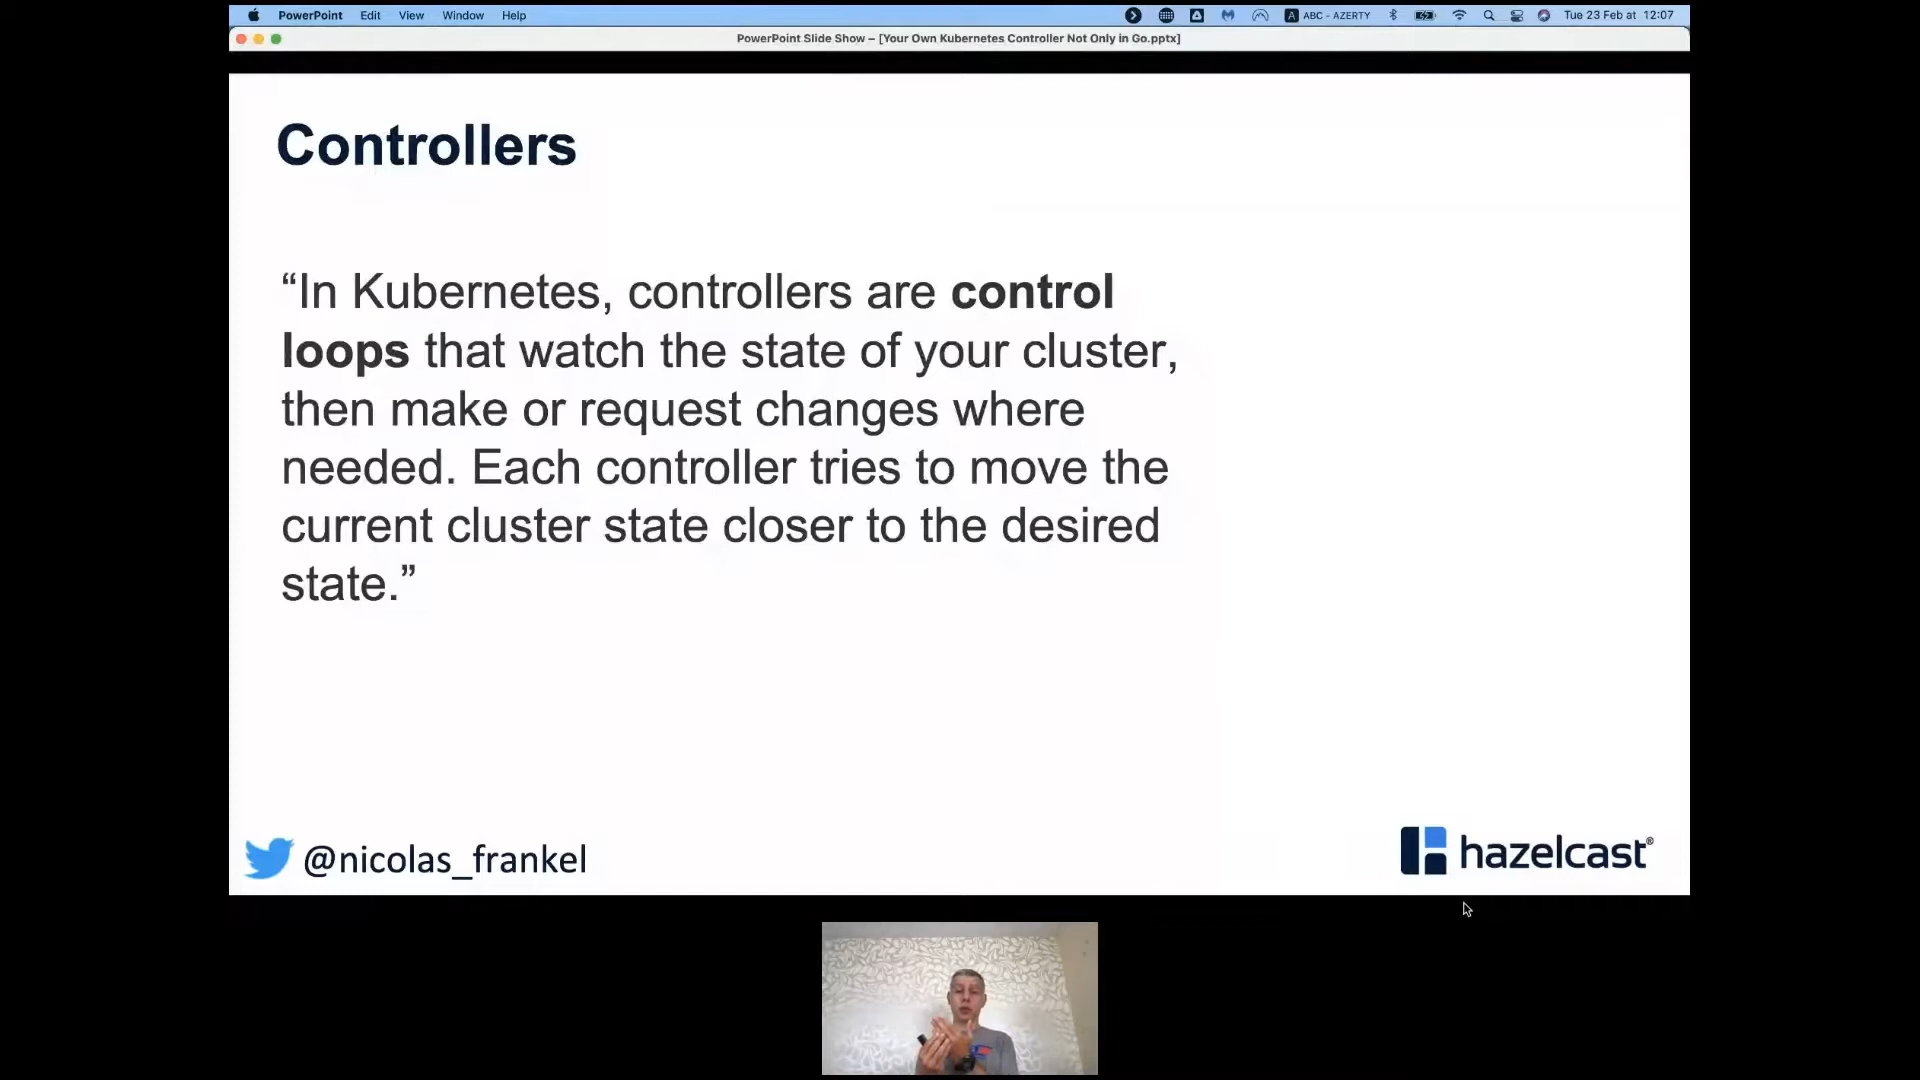 PowerPoint Edit View Window Help
A ABC - AZERTY Tue 23 Feb at 12:07
PowerPoint Slide Show – [Your Own Kubernetes Controller Not Only in Go.pptx]
Controllers
“In Kubernetes, controllers are control
loops that watch the state of your cluster,
then make or request changes where
needed. Each controller tries to move the
current cluster state closer to the desired
state.”
@nicolas_frankel
hazelcast®